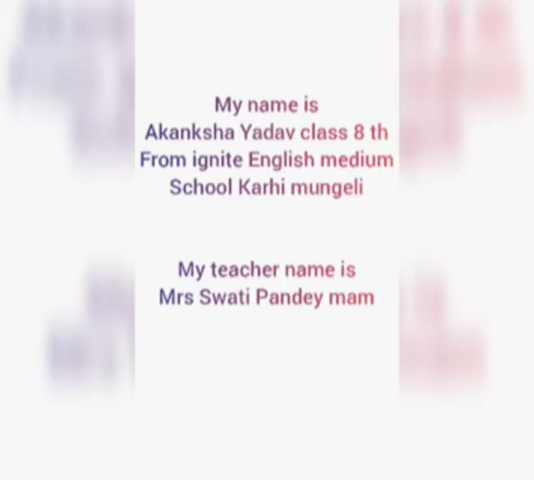 My name is
Akanksha Yadav class 8 th
From ignite English medium
School Karhi mungeli
My teacher name is
Mrs Swati Pandey mam